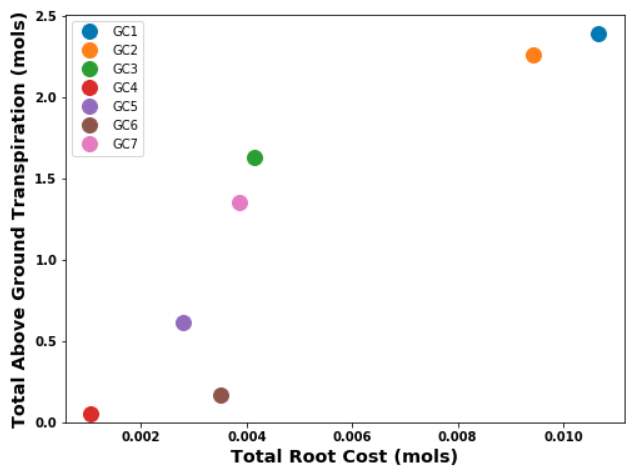 Total Above Ground Transpiration (mols)
2.5
2.0
1.5
1.0
0.5
0.0
GC1
GC2
GC3
GC4
GC5
GC6
GC7
0.002 0.004 0.006 0.008 0.010
Total Root Cost (mols)